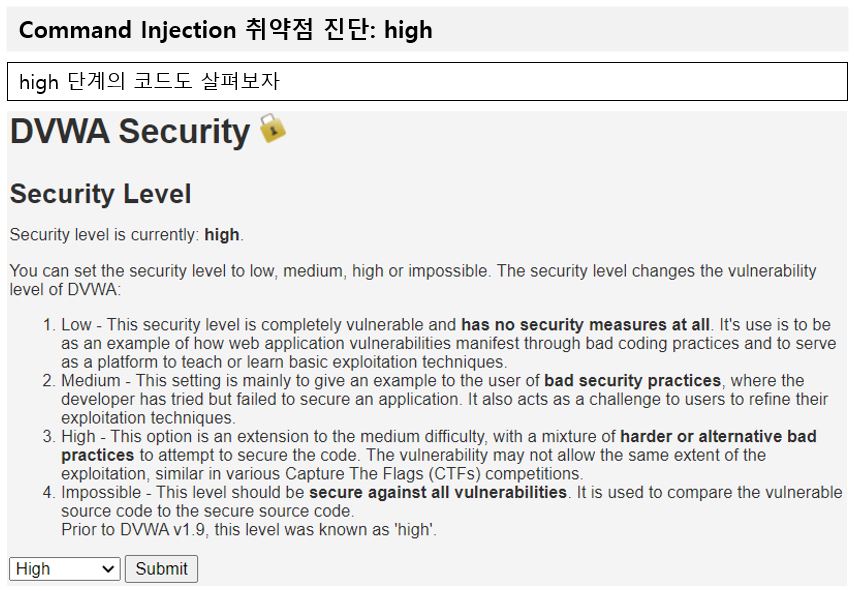 Command Injection 취약점 진단: high
high 단계의 코드도 살펴보자
DVWA Security
Security Level
Security level is currently: high.
You can set the security level to low, medium, high or impossible. The security level changes the vulnerability
level of DVWA:
1. Low - This security level is completely vulnerable and has no security measures at all. It's use is to be
as an example of how web application vulnerabilities manifest through bad coding practices and to serve
as a platform to teach or learn basic exploitation techniques.
2. Medium - This setting is mainly to give an example to the user of bad security practices, where the
developer has tried but failed to secure an application. It also acts as a challenge to users to refine their
exploitation techniques.
3. High - This option is an extension to the medium difficulty, with a mixture of harder or alternative bad
practices to attempt to secure the code. The vulnerability may not allow the same extent of the
exploitation, similar in various Capture The Flags (CTFs) competitions.
4. Impossible - This level should be secure against all vulnerabilities. It is used to compare the vulnerable
source code to the secure source code.
Prior to DVWA v1.9, this level was known as 'high'.
High Submit